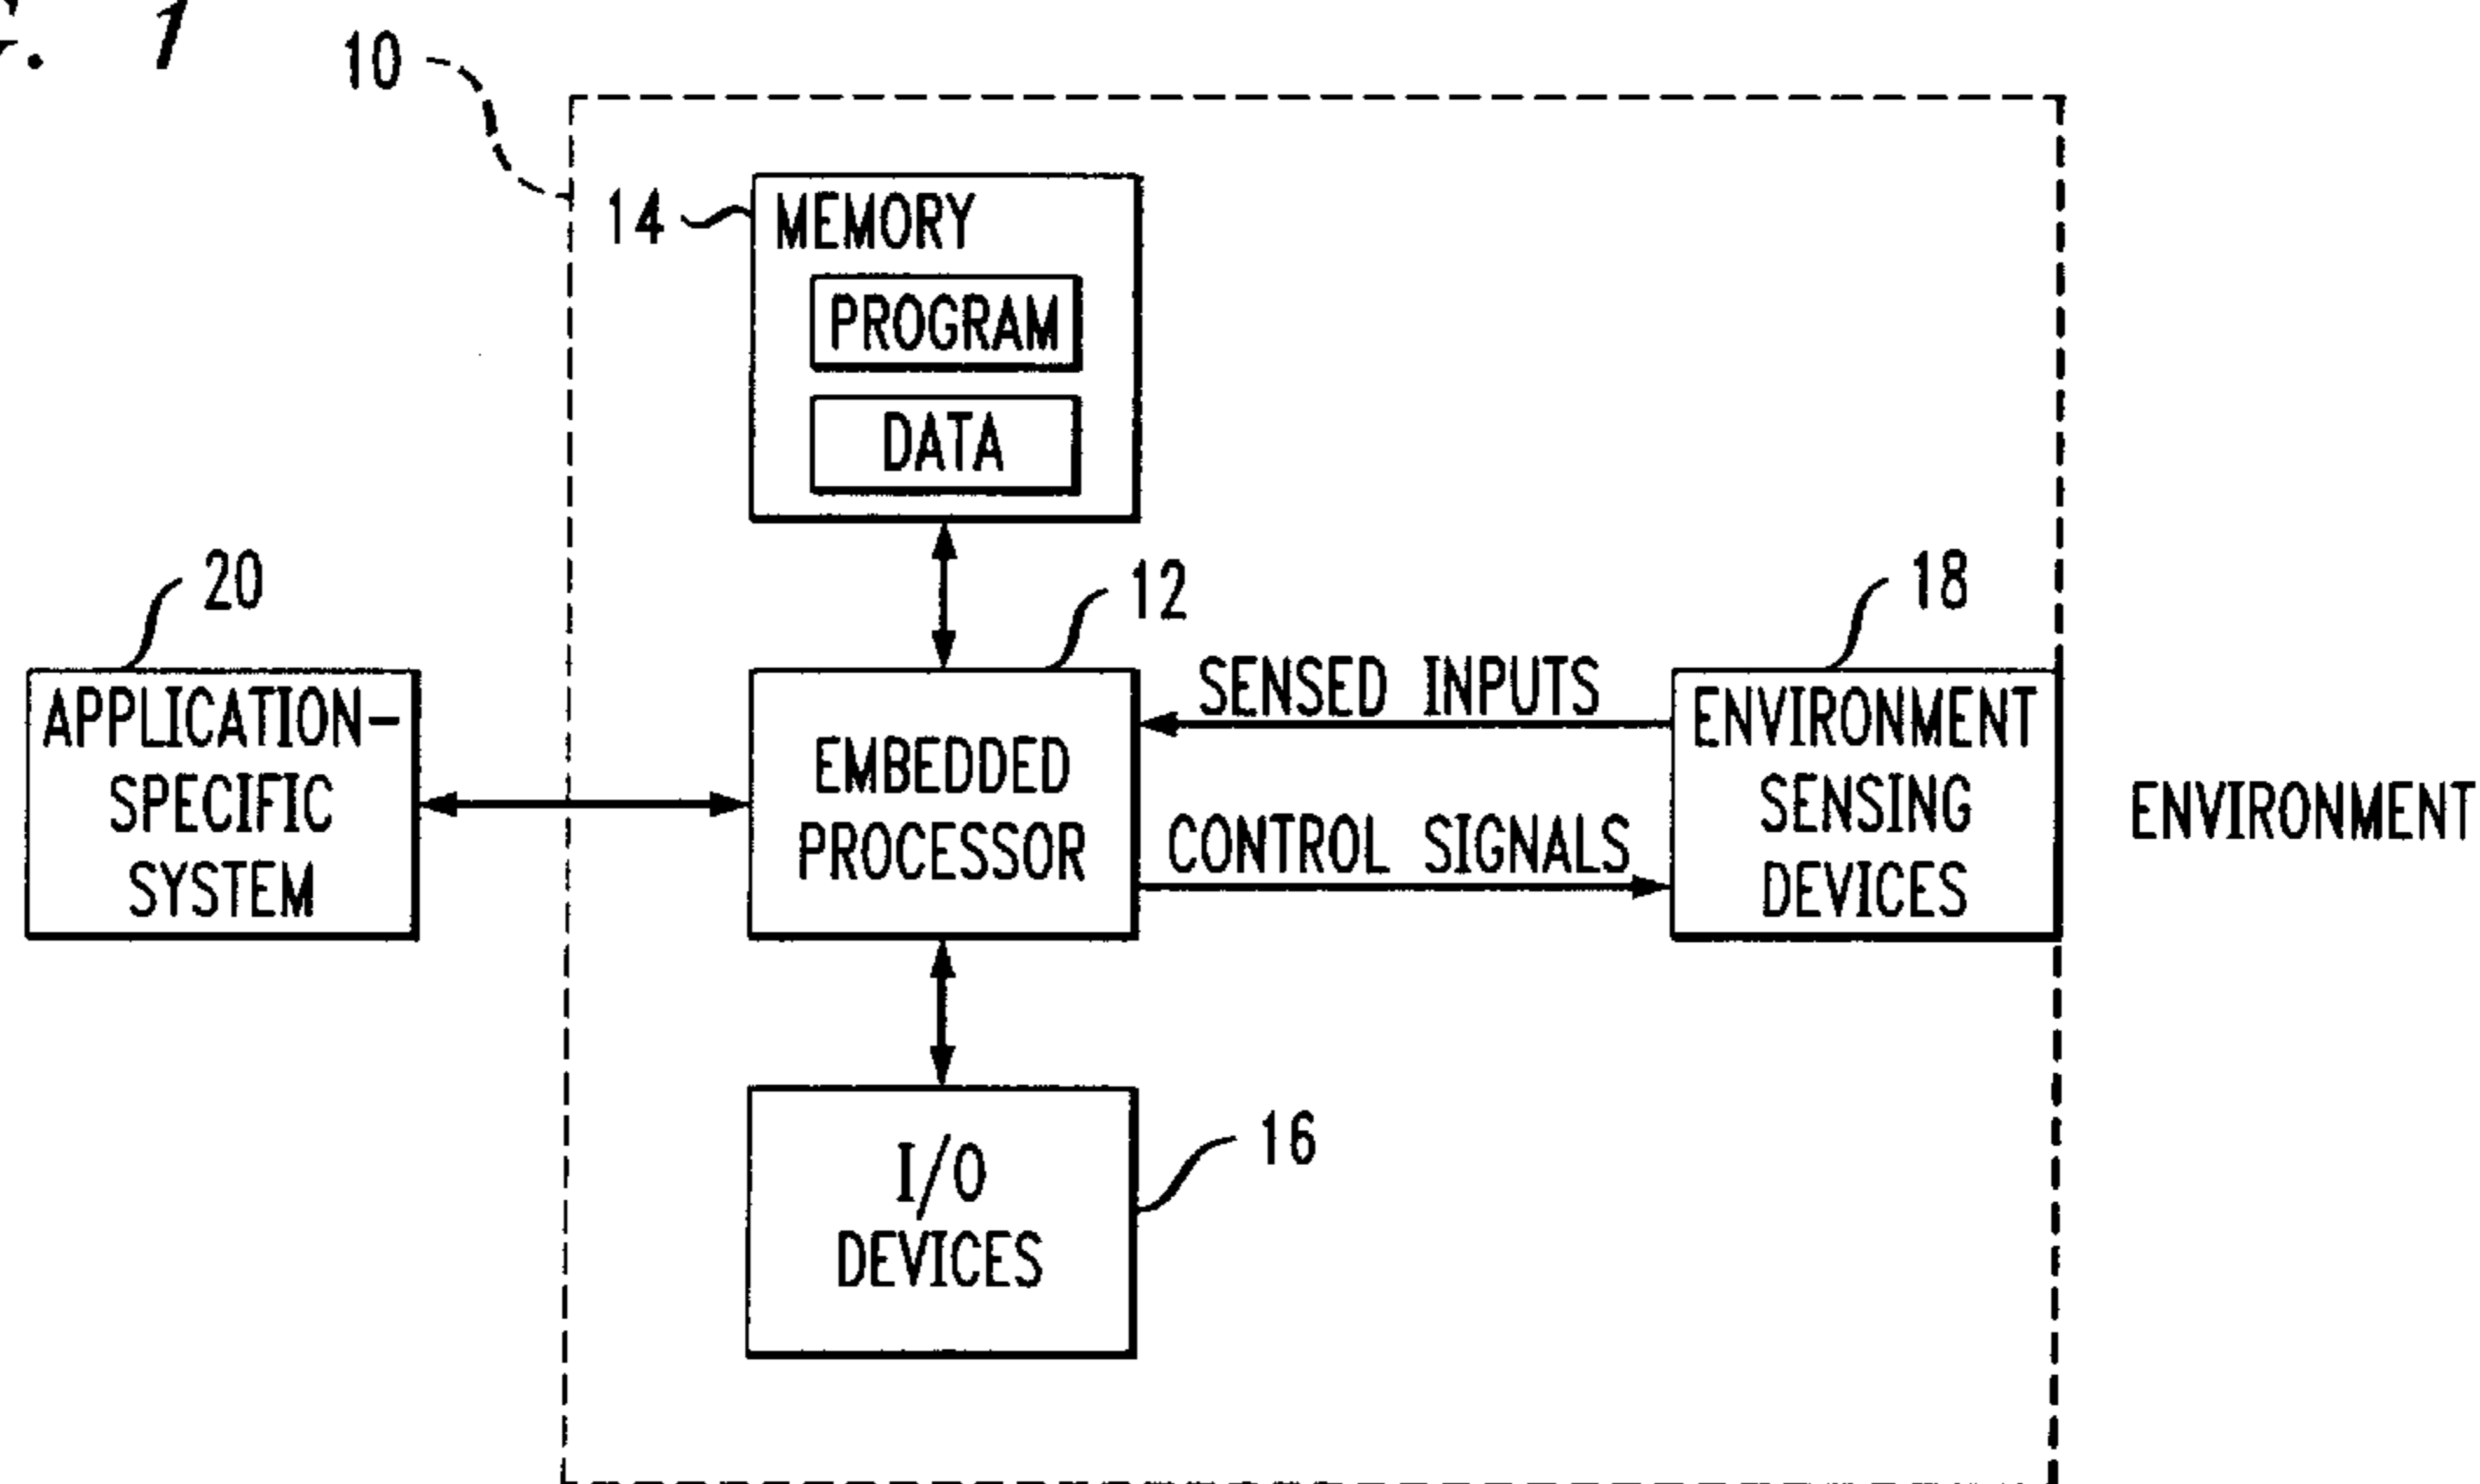 1
10
14
MEMORY
PROGRAM
DATA
20
12
18
APPLICATION-
SPECIFIC
SYSTEM
EMBEDDED
PROCESSOR
SENSED INPUTS
CONTROL SIGNALS
ENVIRONMENT
SENSING
DEVICES
ENVIRONMENT
I/O
DEVICES
16